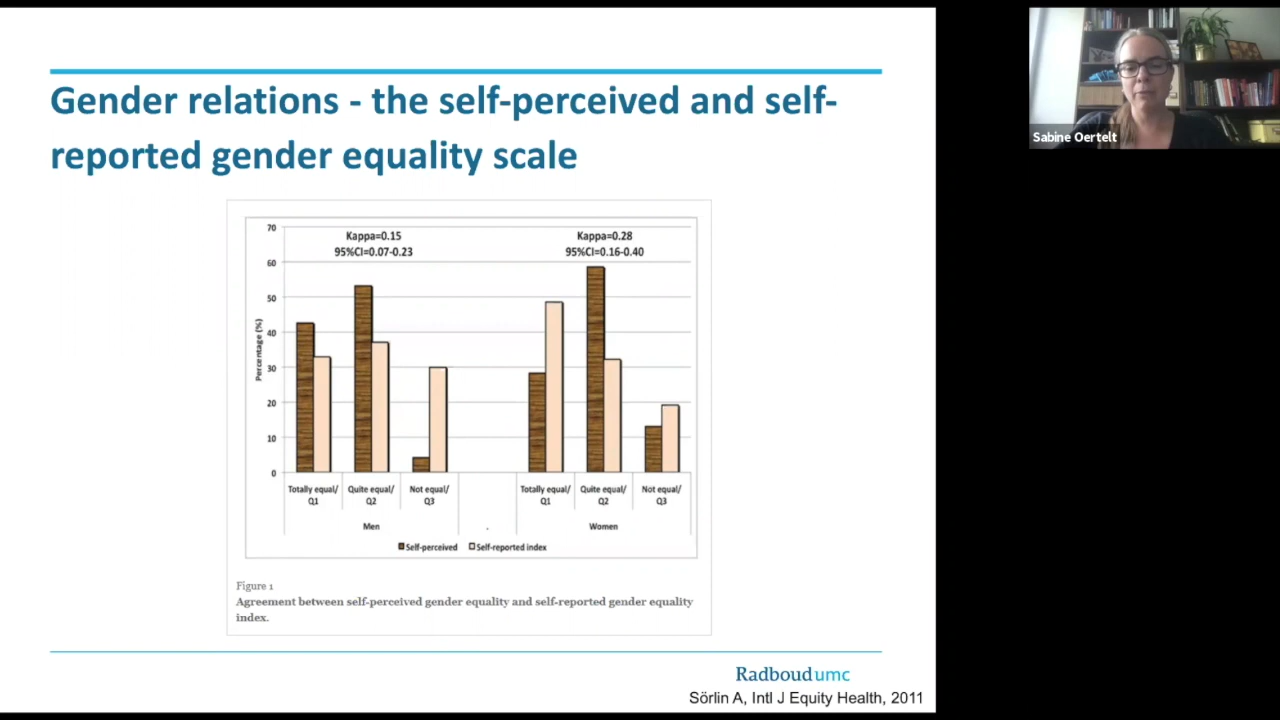 Gender relations - the self-perceived and self-
reported gender equality scale
Sabine Oertelt
70
60
50
40
30
20
10
0
Percentage (%)
Kappa=0.15
95%CI=0.07-0.23
Kappa=0.28
95%CI=0.16-0.40
Totally equal/ Quite equal/ Not equal/ Totally equal/ Quite equal/ Not equal/
Q1 Q2 Q3 Q1 Q2 Q3
Men Women
Self-perceived Self-reported index
Figure 1
Agreement between self-perceived gender equality and self-reported gender equality
index.
Radboudumc
Sörlin A, Intl J Equity Health, 2011